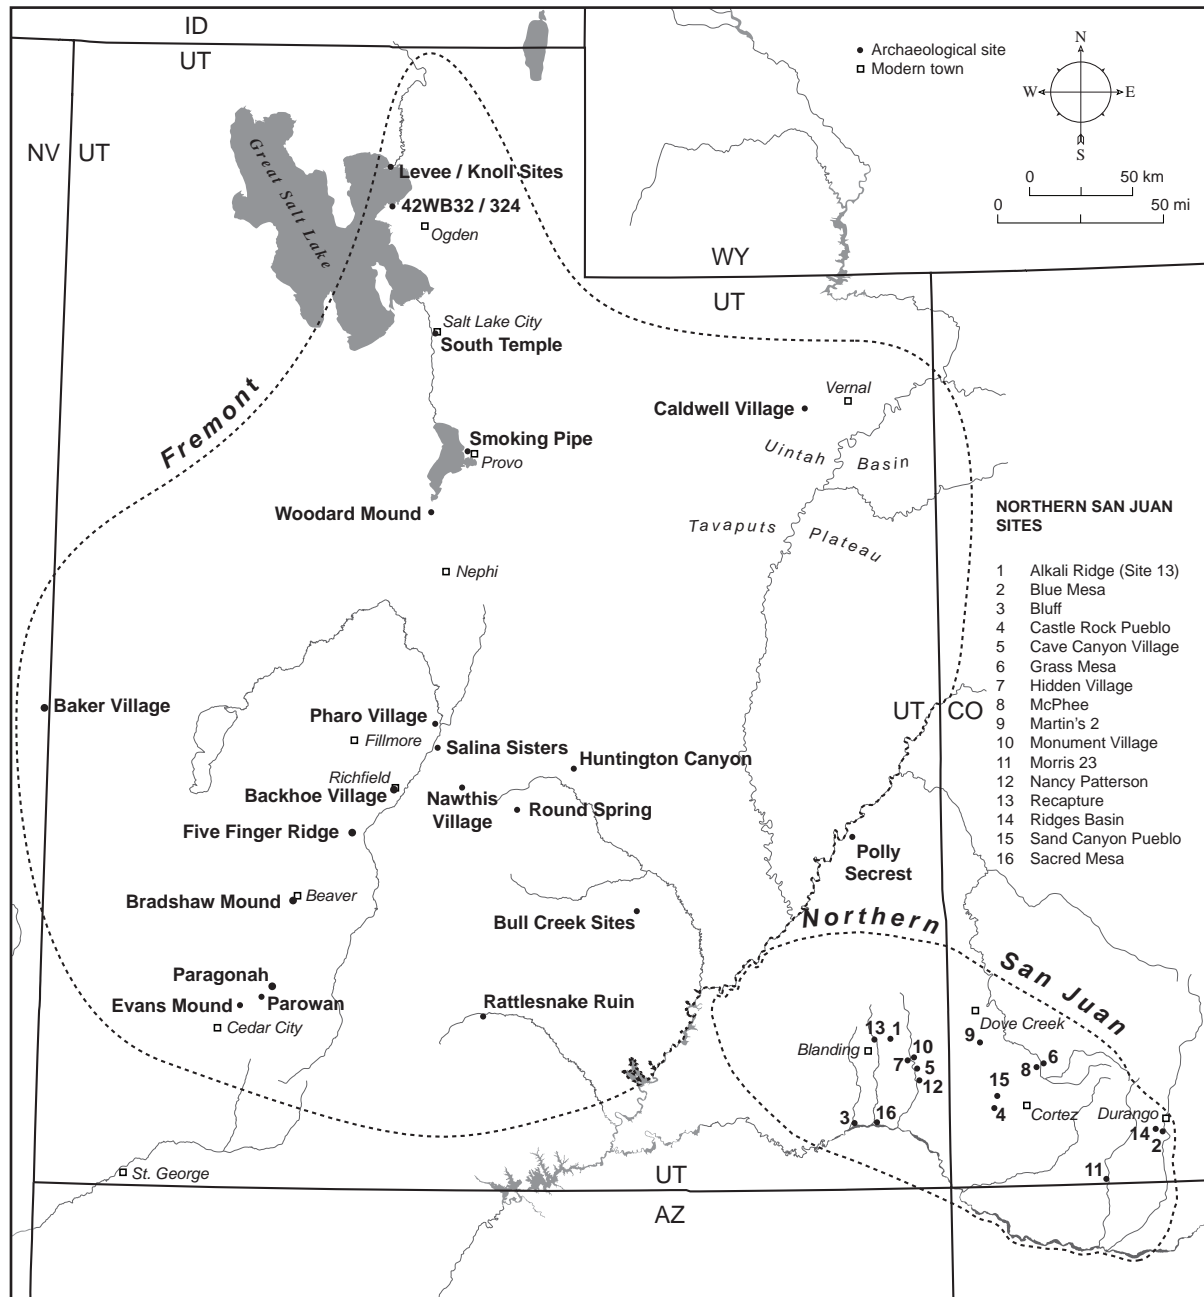 ID
UT
NV
UT
Archaeological site
Modern town
N
W
E
S
0 50 km
0 50 mi
Great Salt Lake
Levee / Knoll Sites
42WB32 / 324
Ogden
WY
UT
Salt Lake City
South Temple
Fremont
Vernal
Caldwell Village
Smoking Pipe
Provo
Uintah Basin
Woodard Mound
Tavaputs Plateau
Nephi
NORTHERN SAN JUAN
SITES
1 Alkali Ridge (Site 13)
2 Blue Mesa
3 Bluff
4 Castle Rock Pueblo
5 Cave Canyon Village
6 Grass Mesa
7 Hidden Village
8 McPhee
9 Martin's 2
10 Monument Village
11 Morris 23
12 Nancy Patterson
13 Recapture
14 Ridges Basin
15 Sand Canyon Pueblo
16 Sacred Mesa
Baker Village
Pharo Village
UT
CO
Fillmore
Salina Sisters
Huntington Canyon
Richfield
Backhoe Village
Nawthis
Village
Round Spring
Five Finger Ridge
Polly
Secrest
Bradshaw Mound
Beaver
Bull Creek Sites
Northern
San Juan
Paragonah
Evans Mound
Parowan
Cedar City
Rattlesnake Ruin
Dove Creek
13
1
9
Blanding
10
7
5
12
6
8
15
4
Cortez
3
16
Durango
14
2
11
St. George
UT
AZ